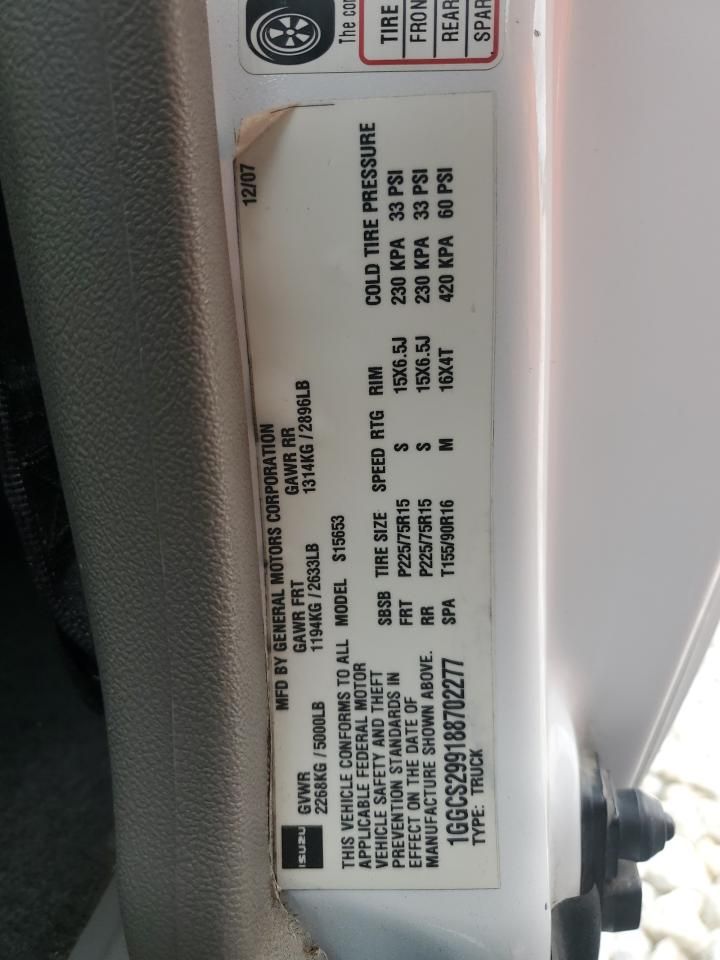 The co
TIRE
FRON
REAR
SPAR
12/07
MFD BY GENERAL MOTORS CORPORATION
GVWR GAWR FRT GAWR RR
2268KG/5000LB 1194KG/2633LB 1314KG/2896LB
ISUZU
THIS VEHICLE CONFORMS TO ALL
APPLICABLE FEDERAL MOTOR
VEHICLE SAFETY AND THEFT
PREVENTION STANDARDS IN
EFFECT ON THE DATE OF
MANUFACTURE SHOWN ABOVE.
MODEL S15653
SBSB TIRE SIZE SPEED RTG RIM COLD TIRE PRESSURE
FRT P225/75R15 S 15X6.5J 230 KPA 33 PSI
RR P225/75R15 S 15X6.5J 230 KPA 33 PSI
SPA T155/90R16 M 16X4T 420 KPA 60 PSI
1GGCS299188702277
TYPE: TRUCK